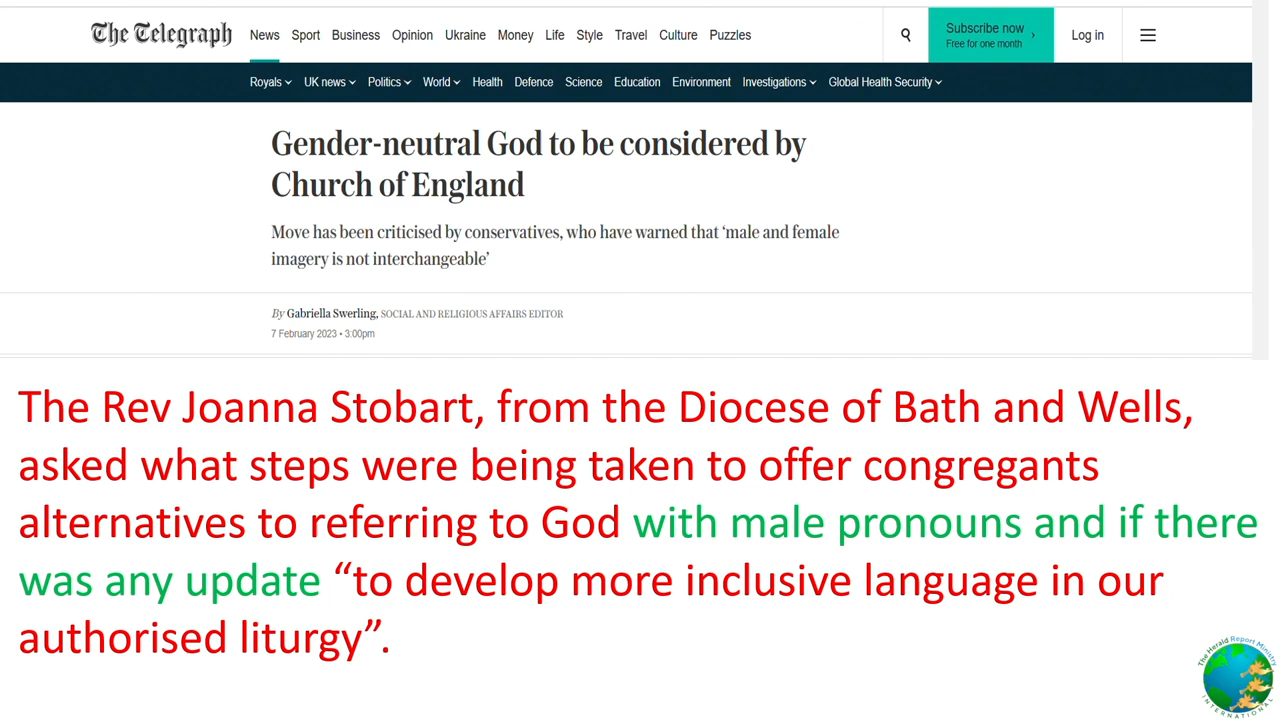 The Telegraph News Sport Business Opinion Ukraine Money Life Style Travel Culture Puzzles Subscribe now Log in
Free for one month
Royals UK news Politics World Health Defence Science Education Environment Investigations Global Health Security
Gender-neutral God to be considered by
Church of England
Move has been criticised by conservatives, who have warned that ‘male and female
imagery is not interchangeable’
By Gabriella Swerling, SOCIAL AND RELIGIOUS AFFAIRS EDITOR
7 February 2023 • 3:00pm
The Rev Joanna Stobart, from the Diocese of Bath and Wells,
asked what steps were being taken to offer congregants
alternatives to referring to God with male pronouns and if there
was any update “to develop more inclusive language in our
authorised liturgy”.
The Herald Report Ministry
INTERNATIONAL